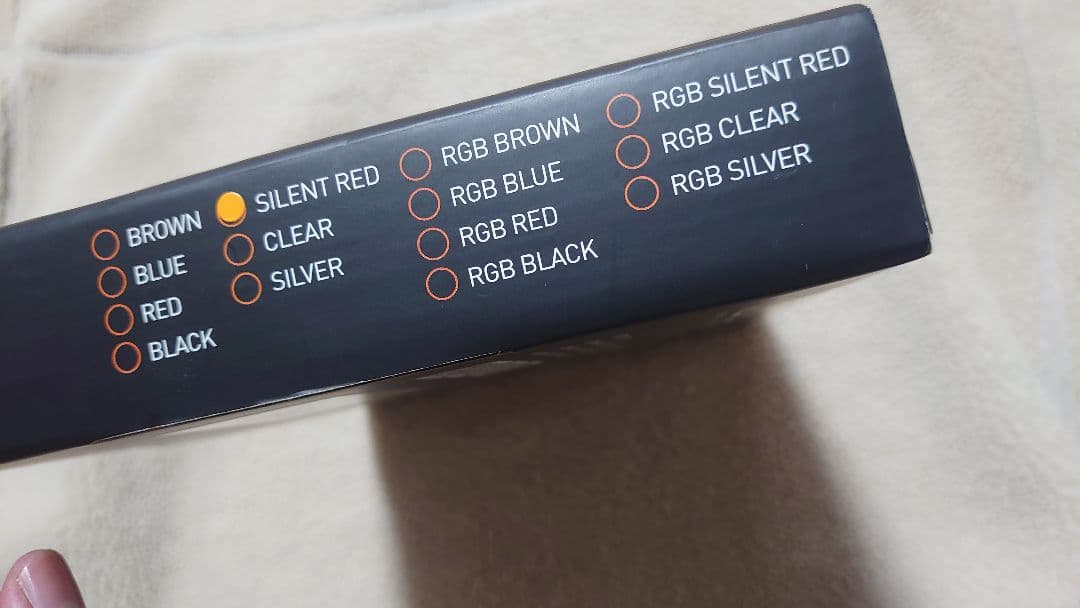 BROWN
BLUE
RED
BLACK
SILENT RED
CLEAR
SILVER
RGB BROWN
RGB BLUE
RGB RED
RGB BLACK
RGB SILENT RED
RGB CLEAR
RGB SILVER